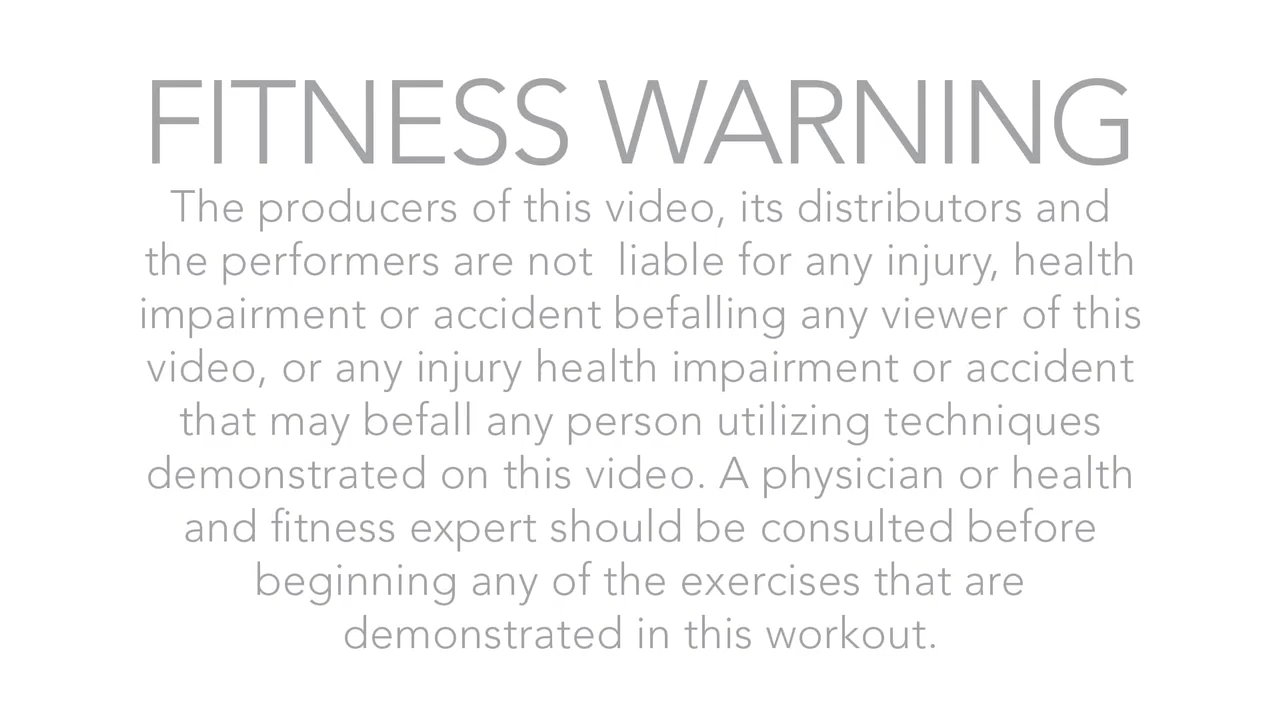 FITNESS WARNING
The producers of this video, its distributors and
the performers are not  liable for any injury, health
impairment or accident befalling any viewer of this
video, or any injury health impairment or accident
that may befall any person utilizing techniques
demonstrated on this video. A physician or health
and fitness expert should be consulted before
beginning any of the exercises that are
demonstrated in this workout.